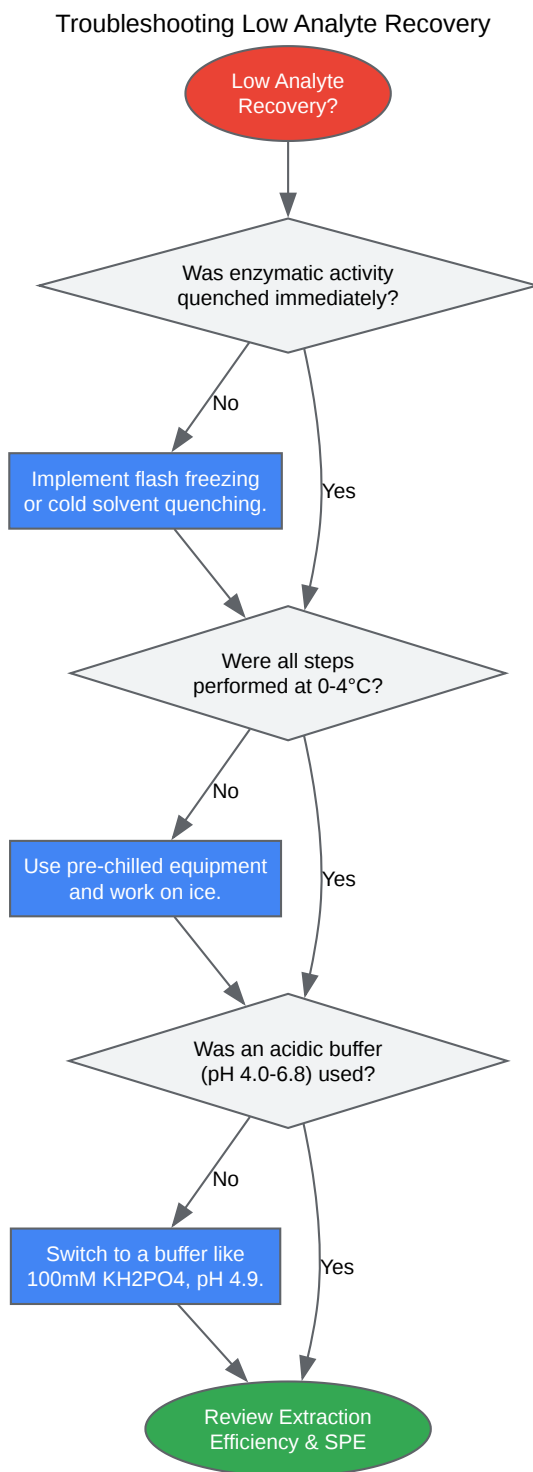 Troubleshooting Low Analyte Recovery
Low Analyte
Recovery?
Was enzymatic activity
quenched immediately?
No
Implement flash freezing
or cold solvent quenching.
Yes
Were all steps
performed at 0-4°C?
No
Use pre-chilled equipment
and work on ice.
Yes
Was an acidic buffer
(pH 4.0-6.8) used?
No
Switch to a buffer like
100mM KH2PO4, pH 4.9.
Yes
Review Extraction
Efficiency & SPE